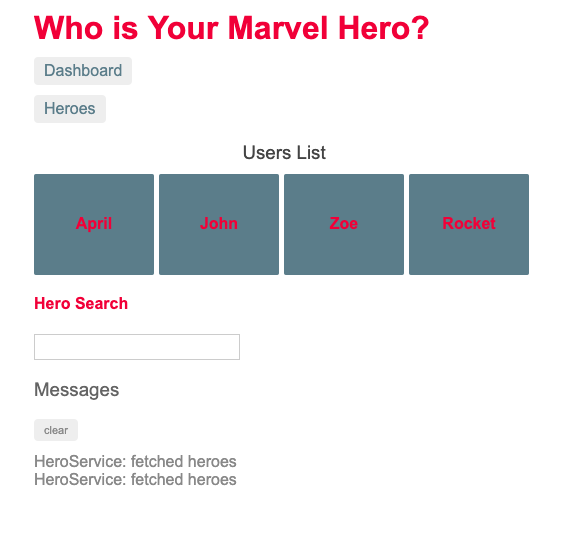 Who is Your Marvel Hero?
Dashboard
Heroes
Users List
April John Zoe Rocket
Hero Search
Messages
clear
HeroService: fetched heroes
HeroService: fetched heroes